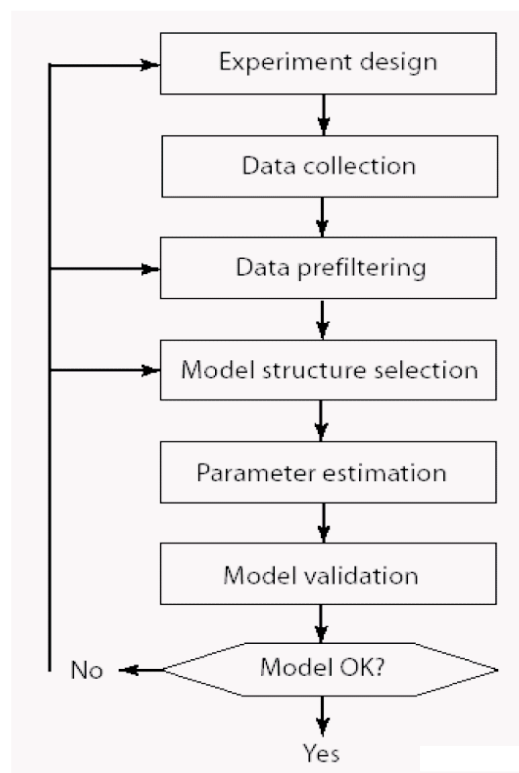 Experiment design
Data collection
Data prefiltering
Model structure selection
Parameter estimation
Model validation
Model OK?
No
Yes